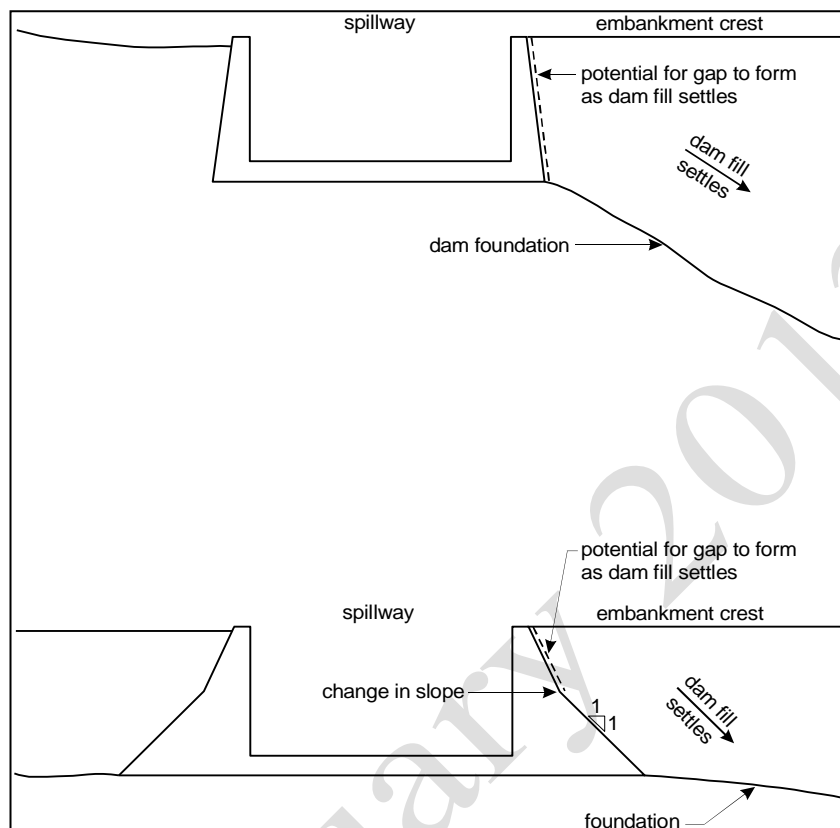 spillway
embankment crest
potential for gap to form
as dam fill settles
dam fill
settles
dam foundation
potential for gap to form
as dam fill settles
spillway
embankment crest
change in slope
1
1
dam fill
settles
foundation